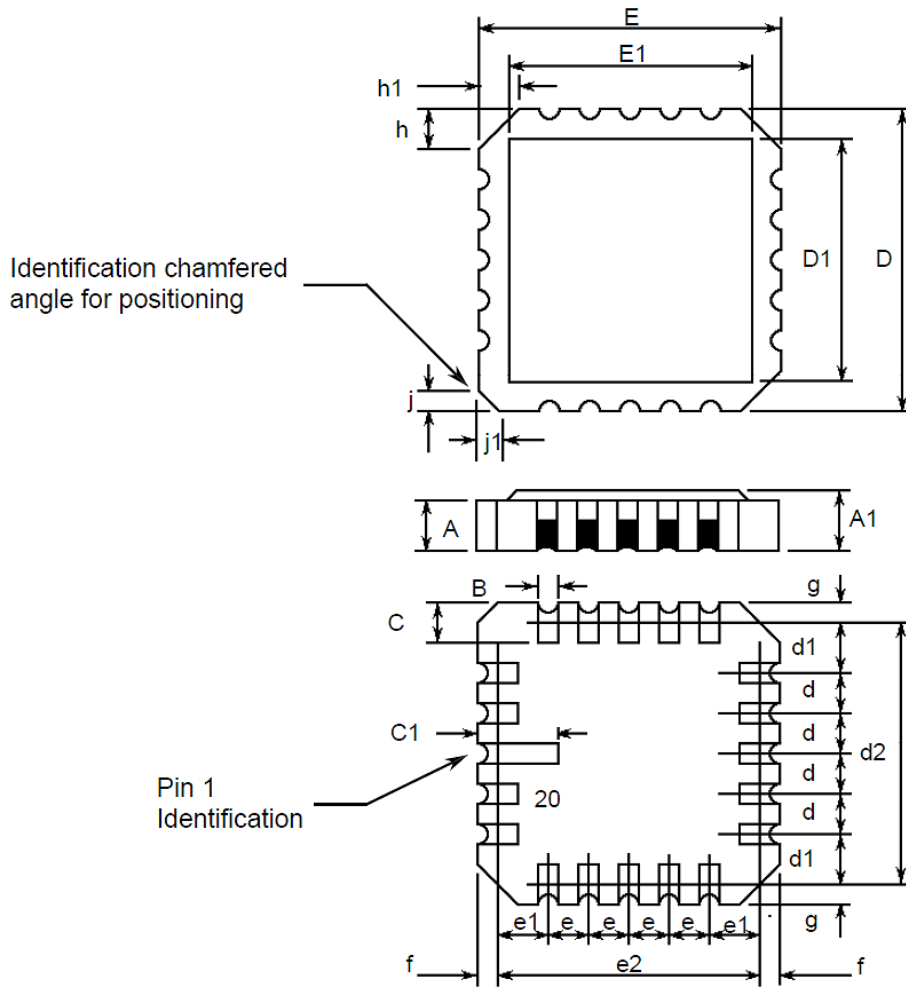 E
E1
h1
h
D1
D
Identification chamfered
angle for positioning
j
j1
A
A1
B
g
C
d1
d
C1
d
d2
d
Pin 1
Identification
20
d
d1
e1 e e e e e1
g
f
e2
f